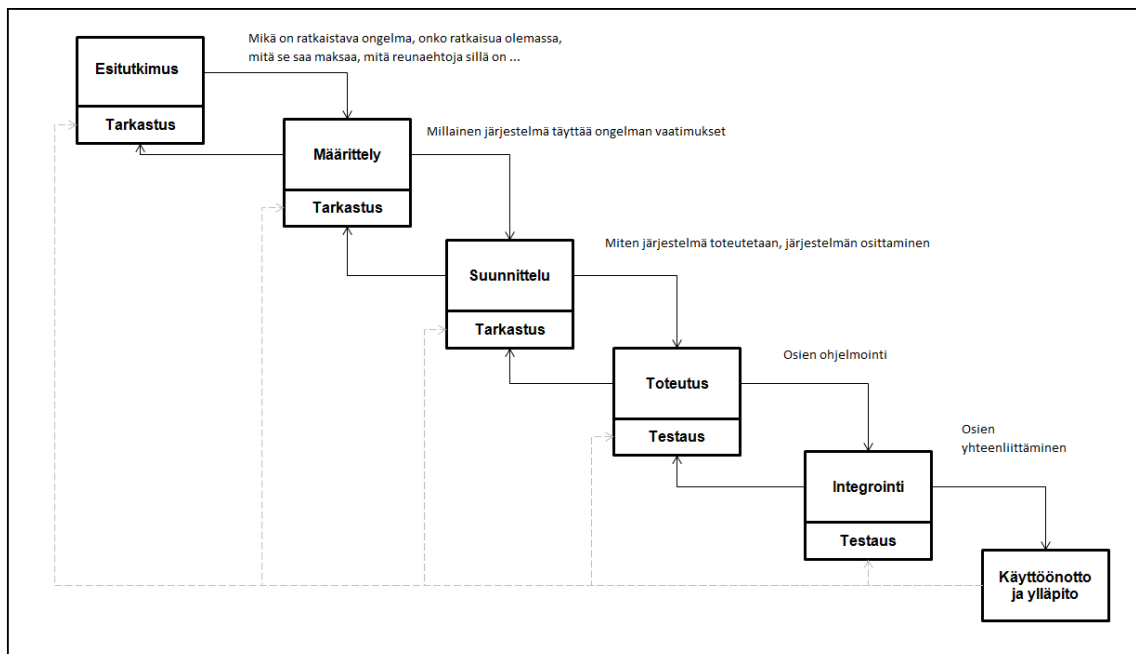 Mikä on ratkaistava ongelma, onko ratkaisua olemassa,
mitä se saa maksaa, mitä reunaehtoja sillä on ...
Esitutkimus
Tarkastus
Millainen järjestelmä täyttää ongelman vaatimukset
Määrittely
Tarkastus
Miten järjestelmä toteutetaan, järjestelmän osittaminen
Suunnittelu
Tarkastus
Osien ohjelmointi
Toteutus
Testaus
Osien
yhteenliittäminen
Integrointi
Testaus
Käyttöönotto
ja ylläpito